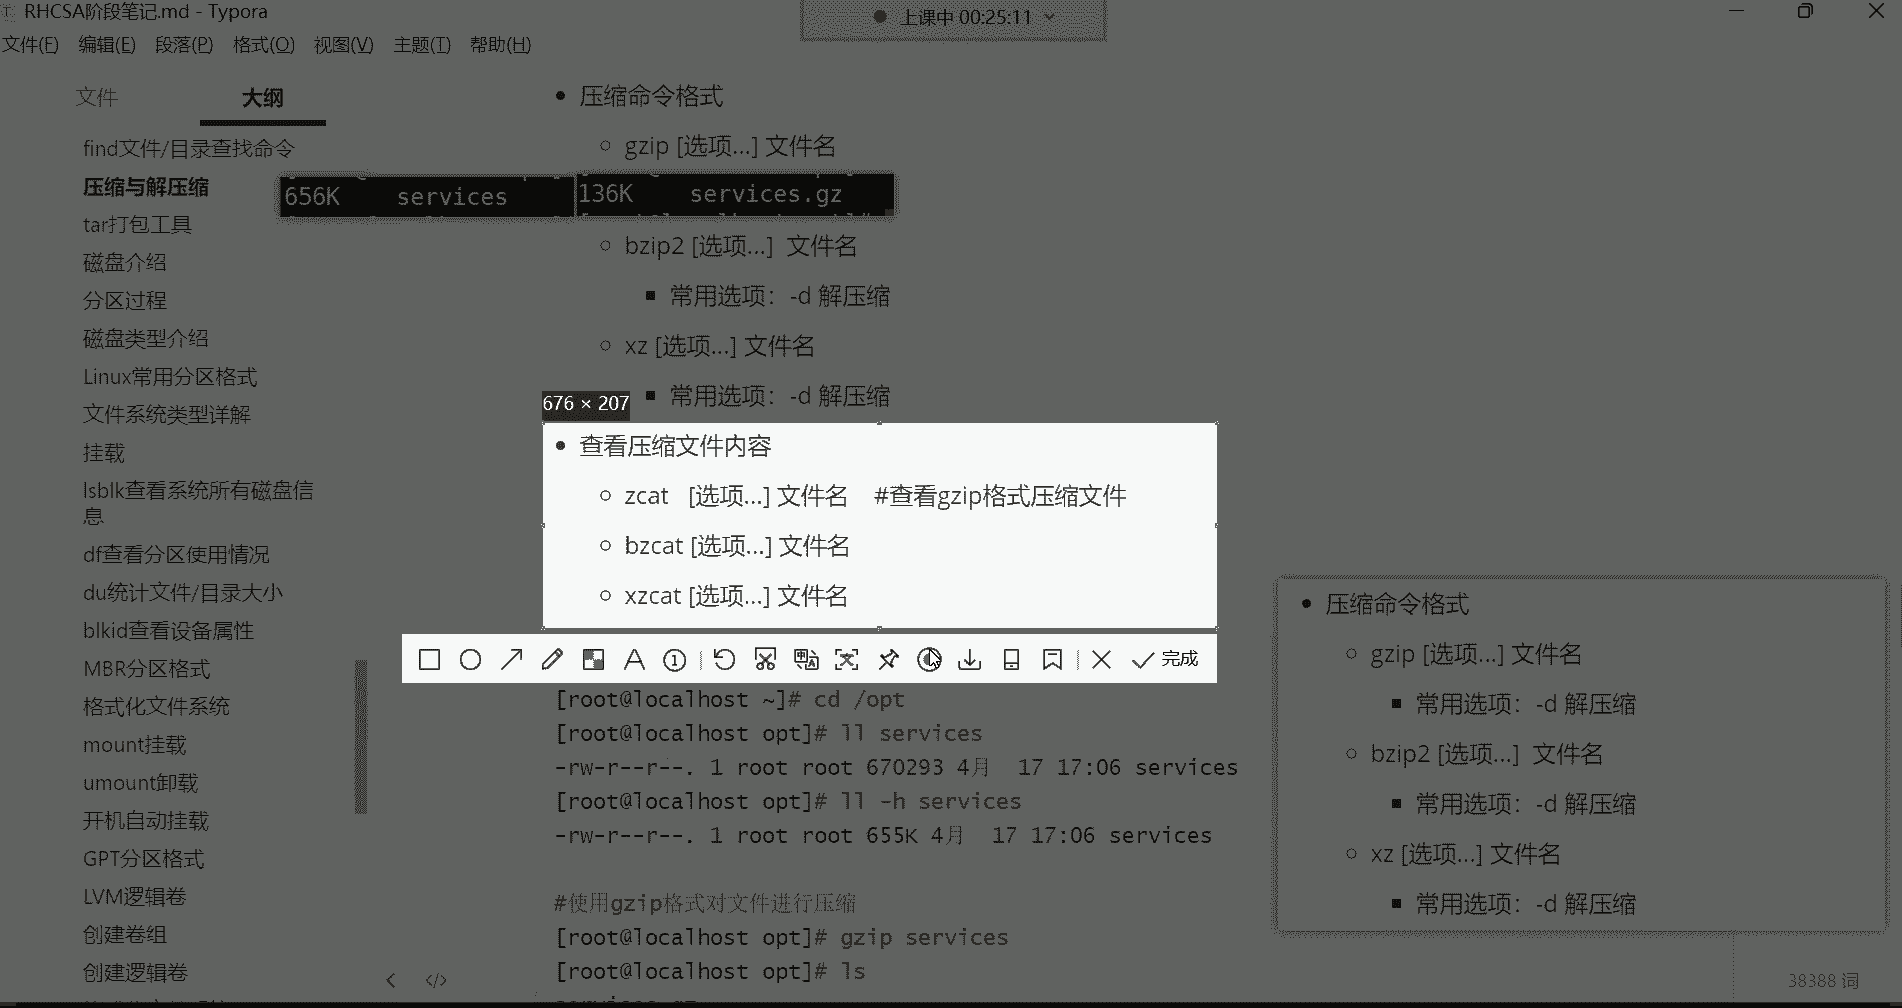 RHCSA阶段笔记.md - Typora
上课中 00:25:11
文件(F) 编辑(E) 段落(P) 格式(O) 视图(V) 主题(T) 帮助(H)
文件 大纲
find文件/目录查找命令
压缩与解压缩
tar打包工具
磁盘介绍
分区过程
磁盘类型介绍
Linux常用分区格式
文件系统类型详解
挂载
lsblk查看系统所有磁盘信
息
df查看分区使用情况
du统计文件/目录大小
blkid查看设备属性
MBR分区格式
格式化文件系统
mount挂载
umount卸载
开机自动挂载
GPT分区格式
LVM逻辑卷
创建卷组
创建逻辑卷
压缩命令格式
gzip [选项...] 文件名
656K services
136K services.gz
bzip2 [选项...] 文件名
常用选项：-d 解压缩
xz [选项...] 文件名
常用选项：-d 解压缩
676 × 207
查看压缩文件内容
zcat [选项...] 文件名 #查看gzip格式压缩文件
bzcat [选项...] 文件名
xzcat [选项...] 文件名
完成
[root@localhost ~]# cd /opt
[root@localhost opt]# ll services
-rw-r--r--. 1 root root 670293 4月 17 17:06 services
[root@localhost opt]# ll -h services
-rw-r--r--. 1 root root 655K 4月 17 17:06 services
#使用gzip格式对文件进行压缩
[root@localhost opt]# gzip services
[root@localhost opt]# ls
压缩命令格式
gzip [选项...] 文件名
常用选项：-d 解压缩
bzip2 [选项...] 文件名
常用选项：-d 解压缩
xz [选项...] 文件名
常用选项：-d 解压缩
38388 词